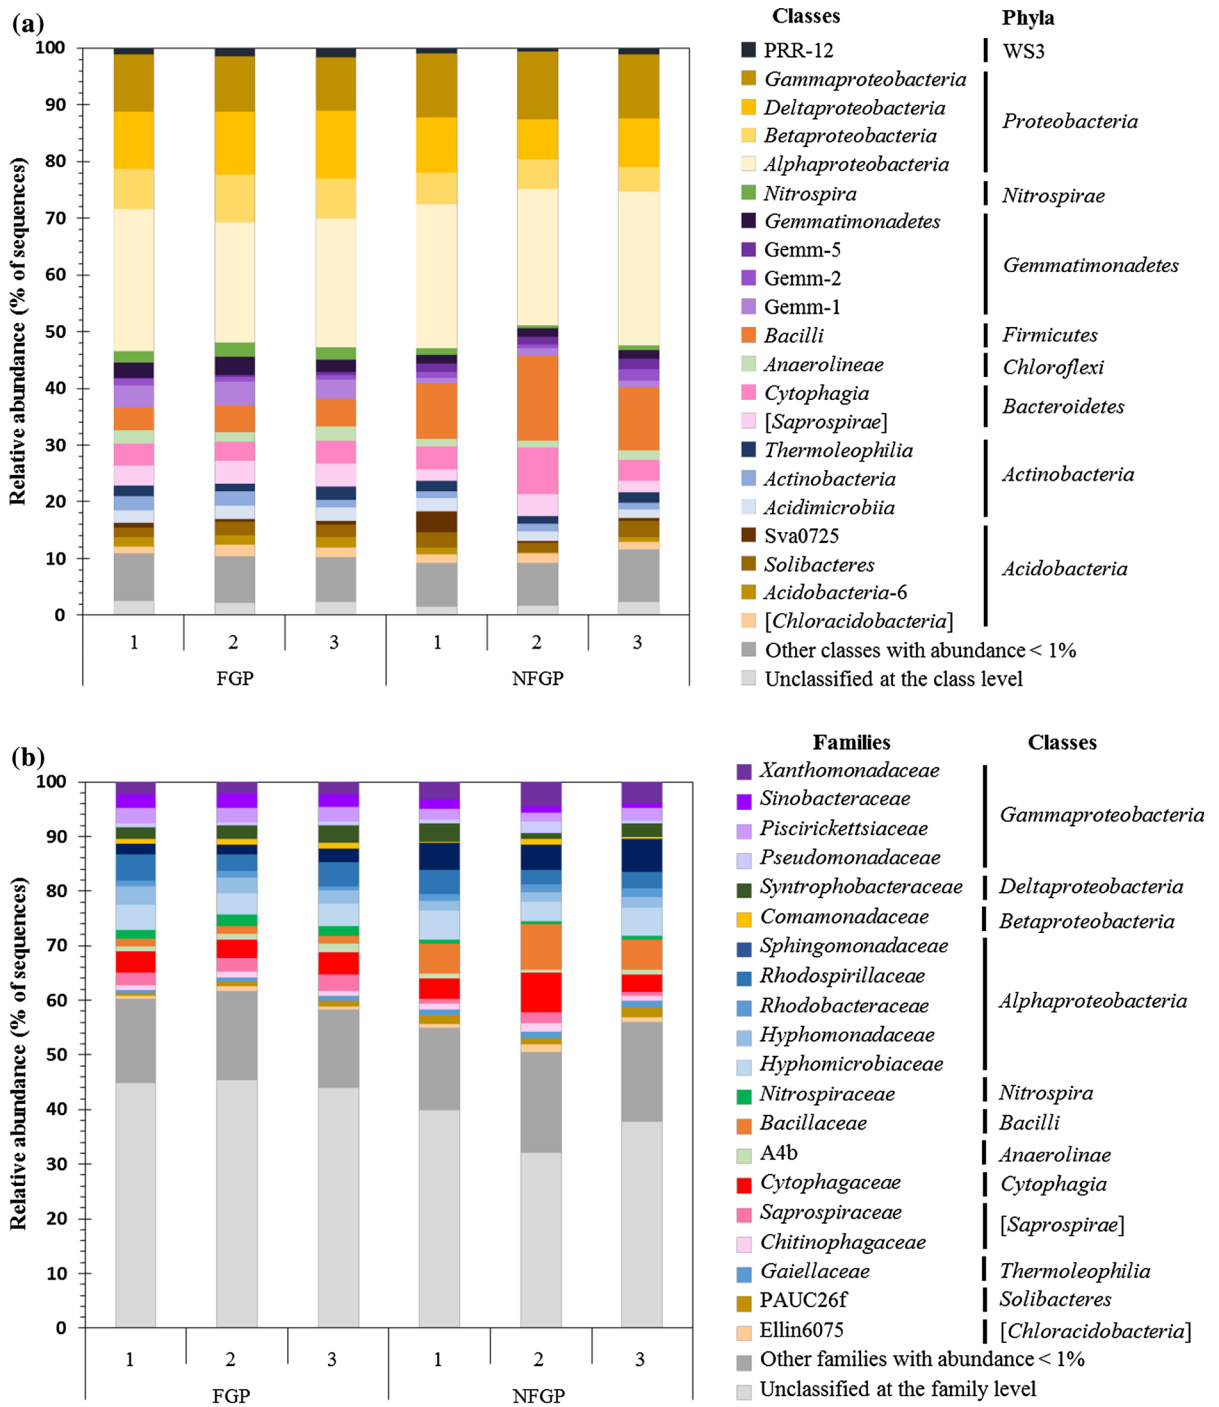 (a)
Classes Phyla
Relative abundance (% of sequences)
100
90
80
70
60
50
40
30
20
10
0
1 2 3 1 2 3
FGP NFGP
PRR-12 WS3
Gammaproteobacteria
Deltaproteobacteria
Proteobacteria
Betaproteobacteria
Alphaproteobacteria
Nitrospira Nitrospirae
Gemmatimonadetes
Gemm-5
Gemmatimonadetes
Gemm-2
Gemm-1
Bacilli Firmicutes
Anaerolineae Chloroflexi
Cytophagia
Bacteroidetes
[Saprospirae]
Thermoleophilia
Actinobacteria Actinobacteria
Acidimicrobiia
Sva0725
Solibacteres Acidobacteria
Acidobacteria-6
[Chloracidobacteria]
Other classes with abundance < 1%
Unclassified at the class level
(b)
Families Classes
Relative abundance (% of sequences)
100
90
80
70
60
50
40
30
20
10
0
1 2 3 1 2 3
FGP NFGP
Xanthomonadaceae
Sinobacteraceae
Gammaproteobacteria
Piscirickettsiaceae
Pseudomonadaceae
Syntrophobacteraceae Deltaproteobacteria
Comamonadaceae Betaproteobacteria
Sphingomonadaceae
Rhodospirillaceae
Alphaproteobacteria
Rhodobacteraceae
Hyphomonadaceae
Hyphomicrobiaceae
Nitrospiraceae Nitrospira
Bacillaceae Bacilli
A4b Anaerolinae
Cytophagaceae Cytophagia
Saprospiraceae
[Saprospirae]
Chitinophagaceae
Gaiellaceae Thermoleophilia
PAUC26f Solibacteres
Ellin6075 [Chloracidobacteria]
Other families with abundance < 1%
Unclassified at the family level